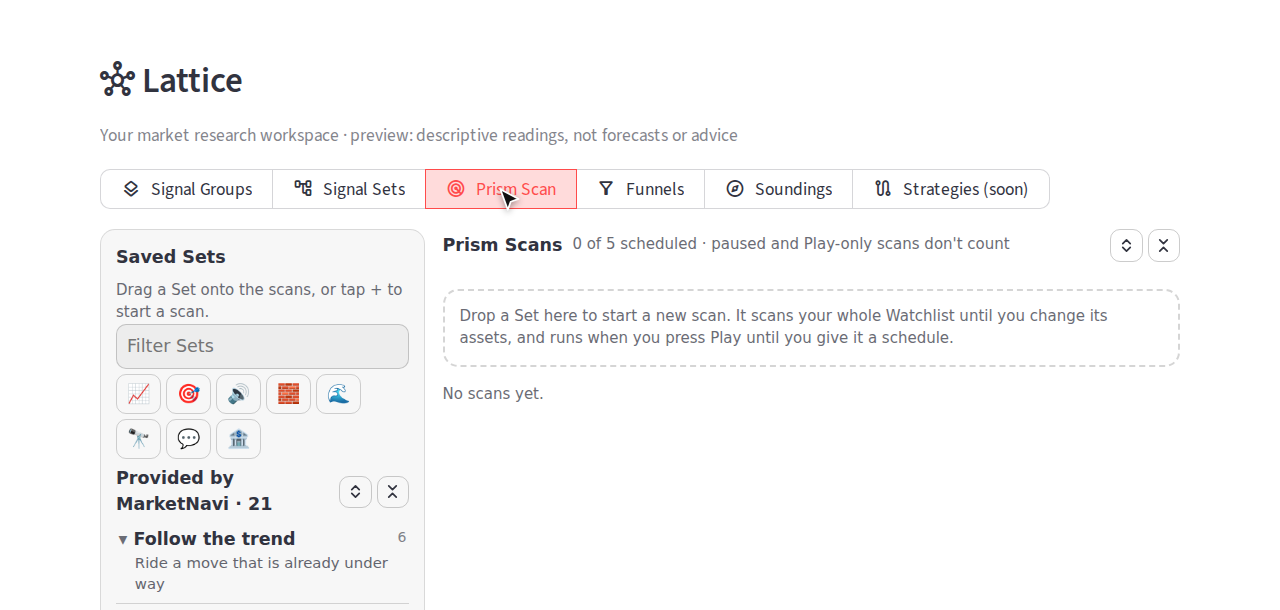 Lattice
Your market research workspace · preview: descriptive readings, not forecasts or advice
Signal Groups
Signal Sets
Prism Scan
Funnels
Soundings
Strategies (soon)
Saved Sets
Drag a Set onto the scans, or tap + to
start a scan.
Filter Sets
Provided by
MarketNavi · 21
▼ Follow the trend
6
Ride a move that is already under
way
Prism Scans
0 of 5 scheduled · paused and Play-only scans don't count
Drop a Set here to start a new scan. It scans your whole Watchlist until you change its
assets, and runs when you press Play until you give it a schedule.
No scans yet.